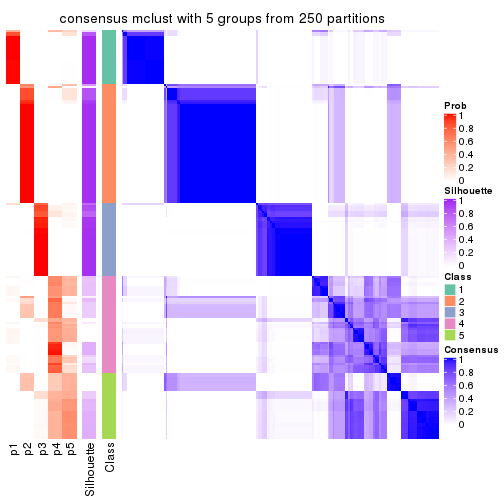 consensus mclust with 5 groups from 250 partitions
Prob
1
0.8
0.6
0.4
0.2
0
Silhouette
1
0.8
0.6
0.4
0.2
0
Class
1
2
3
4
5
Consensus
1
0.8
0.6
0.4
0.2
0
p1
p2
p3
p4
p5
Silhouette
Class